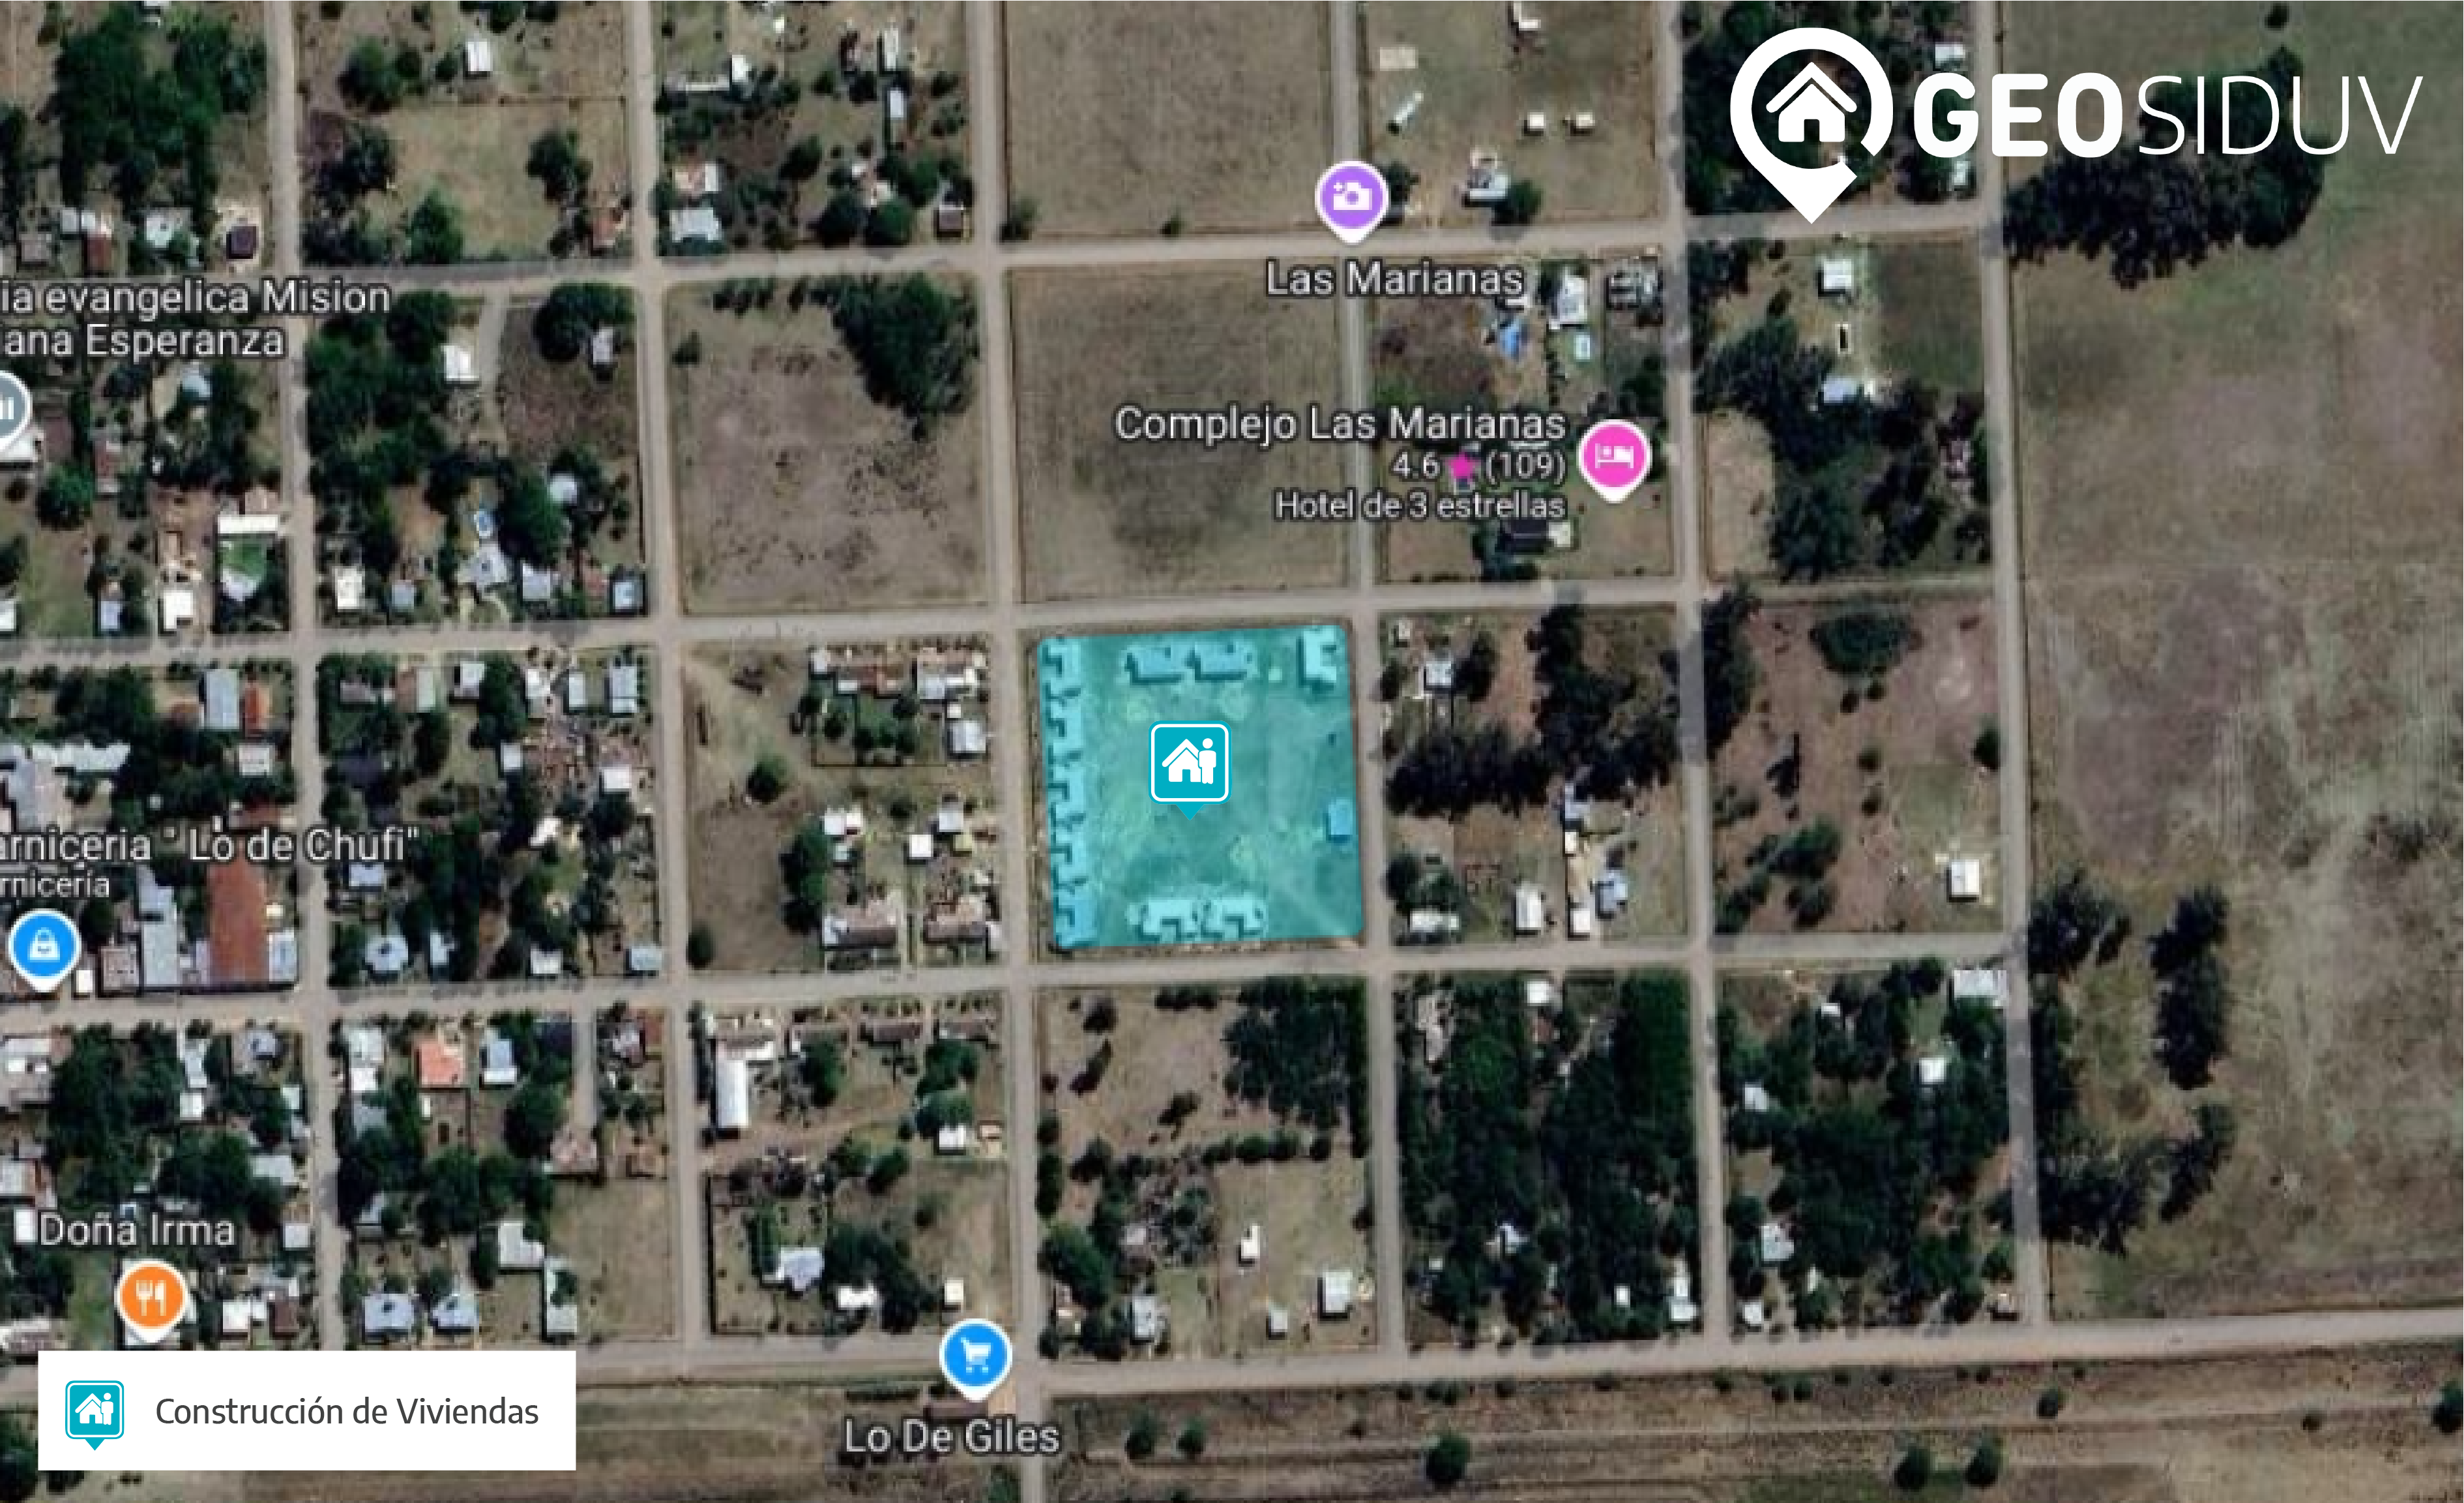 GEOSIDUV
Las Marianas
ia evangelica Mision
ana Esperanza
Complejo Las Marianas
4.6 (109)
Hotel de 3 estrellas
arniceria " Lo de Chufi"
rnicería
Doña Irma
Lo De Giles
Construcción de Viviendas